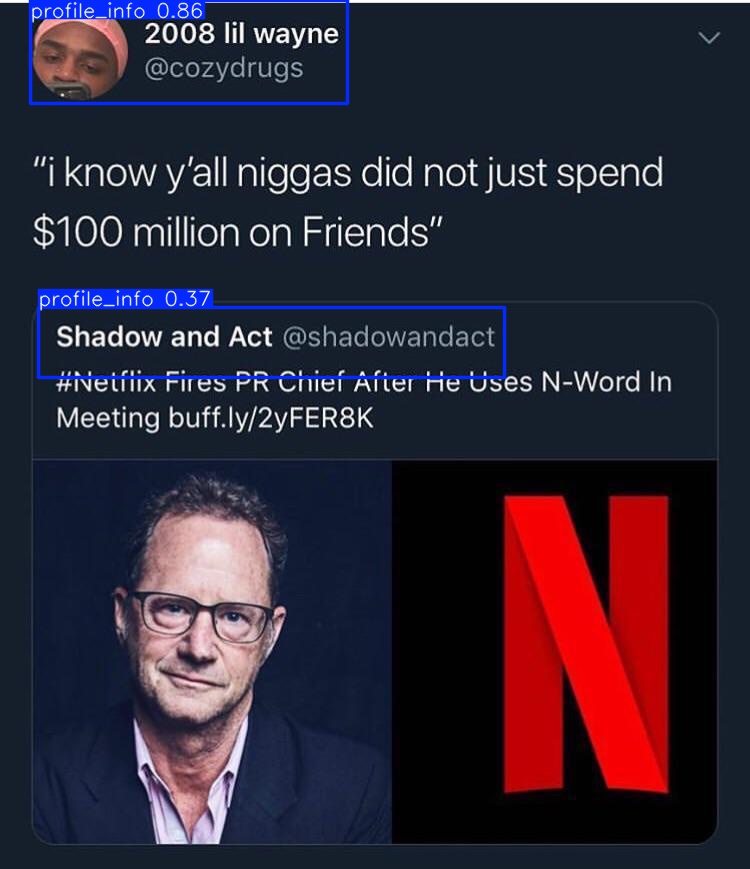 profile_info 0.86
2008 lil wayne
@cozydrugs
“i know y’all niggas did not just spend
$100 million on Friends”
profile_info 0.37
Shadow and Act @shadowandact
#Netflix Fires PR Chief After He Uses N-Word In
Meeting buff.ly/2yFER8K
N